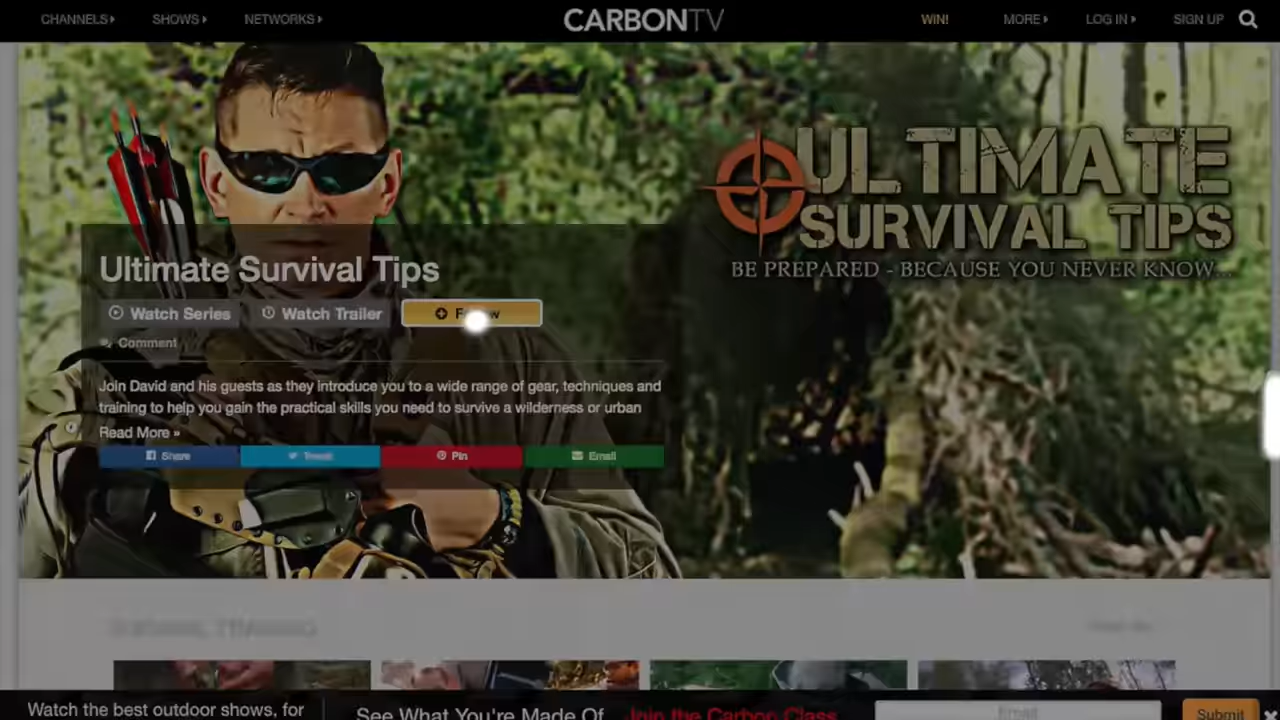 CHANNELS SHOWS NETWORKS CARBONTV WIN! MORE LOG IN SIGN UP
ULTIMATE
SURVIVAL TIPS
BE PREPARED - BECAUSE YOU NEVER KNOW...
Ultimate Survival Tips
Watch Series Watch Trailer
Comment
Join David and his guests as they introduce you to a wide range of gear, techniques and
training to help you gain the practical skills you need to survive a wilderness or urban
Read More »
Share Tweet Pin Email
SURVIVAL TRAINING
Watch the best outdoor shows, for
See What You're Made Of Join the Carbon Class Email Submit